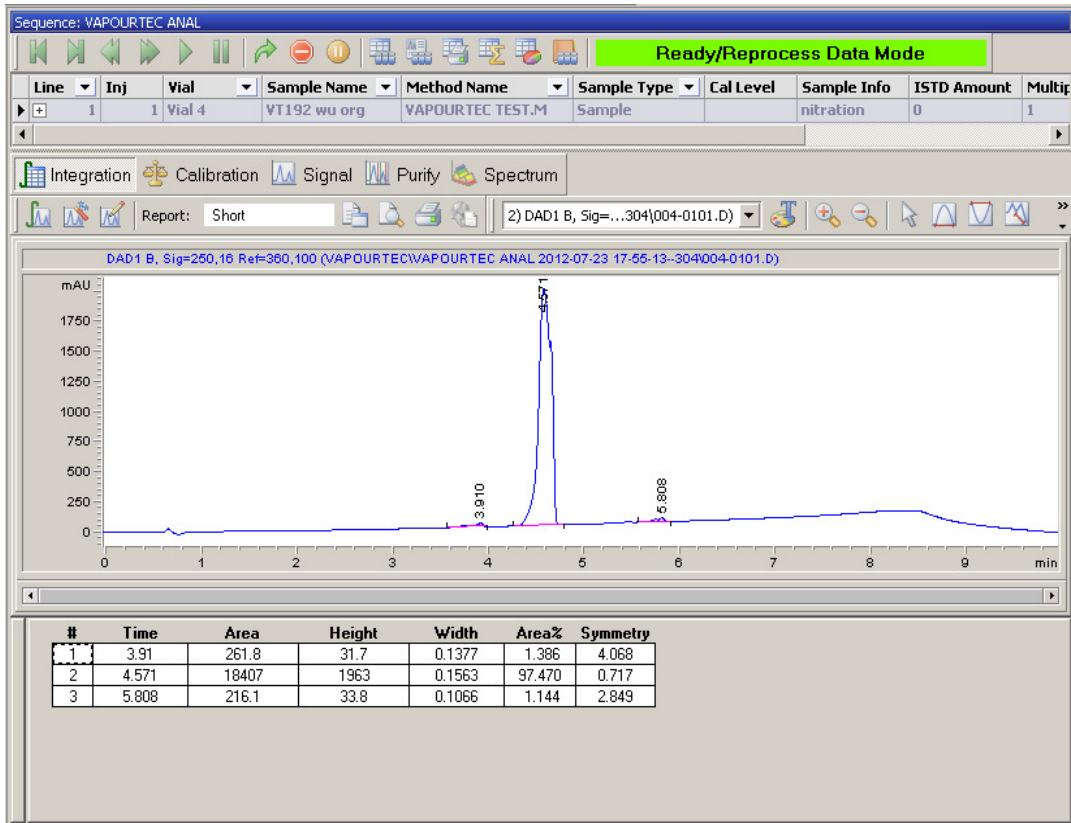 Sequence: VAPOURTEC ANAL
Ready/Reprocess Data Mode
Line Inj Vial Sample Name Method Name Sample Type Cal Level Sample Info ISTD Amount Multip
1 1 Vial 4 VT192 wu org VAPOURTEC TEST.M Sample nitration 0 1
Integration Calibration Signal Purify Spectrum
Report: Short 2) DAD1 B, Sig=...304\004-0101.D)
DAD1 B, Sig=250,16 Ref=360,100 (VAPOURTEC\VAPOURTEC ANAL 2012-07-23 17-55-13--304\004-0101.D)
mAU
4.571
1750
1500
1250
1000
750
500
3.910
5.808
250
0
0 1 2 3 4 5 6 7 8 9 min
# Time Area Height Width Area% Symmetry
1 3.91 261.8 31.7 0.1377 1.386 4.068
2 4.571 18407 1963 0.1563 97.470 0.717
3 5.808 216.1 33.8 0.1066 1.144 2.849